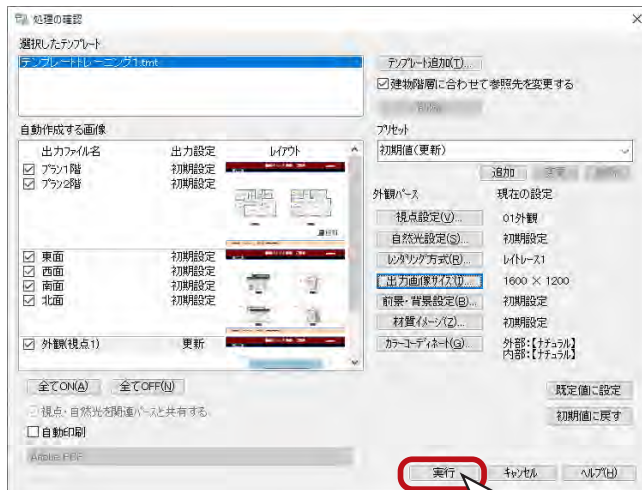 処理の確認
選択したテンプレート
テンプレートトレーニング1.tmt
テンプレート追加(T)...
建物階層に合わせて参照先を変更する
自動作成する画像
プリセット
出力ファイル名 出力設定 レイアウト
初期値(更新)
プラン1階 初期設定
プラン2階 初期設定
追加
外観パース 現在の設定
視点設定(V)... 01外観
自然光設定(S)... 初期設定
レンダリング方式(R)... レイトレース1
東面 初期設定
西面 初期設定
南面 初期設定
北面 初期設定
出力画像サイズ(I)... 1600 × 1200
前景・背景設定(B)... 初期設定
材質イメージ(Z)... 初期設定
外観(視点1) 更新
カラーコーディネート(G)... 外部:【ナチュラル】
内部:【ナチュラル】
全てON(A) 全てOFF(N)
既定値に設定
視点・自然光を関連パースと共有する
初期値に戻す
自動印刷
Adobe PDF
実行 キャンセル ヘルプ(H)